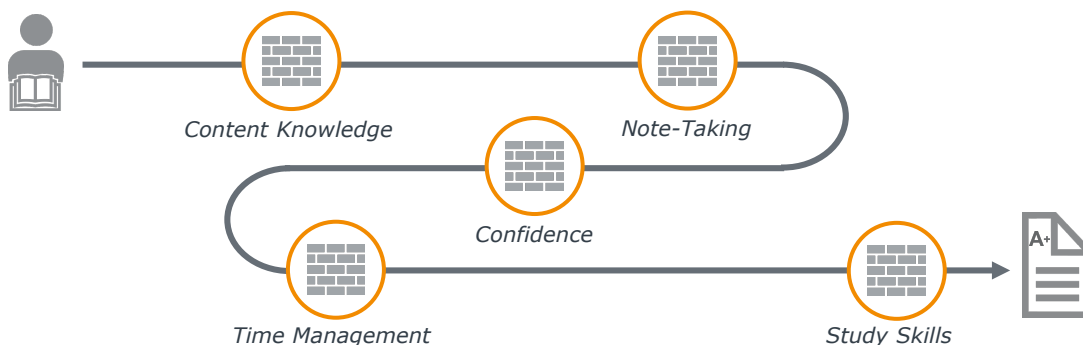 Content Knowledge
Note-Taking
Confidence
Time Management
Study Skills
A+